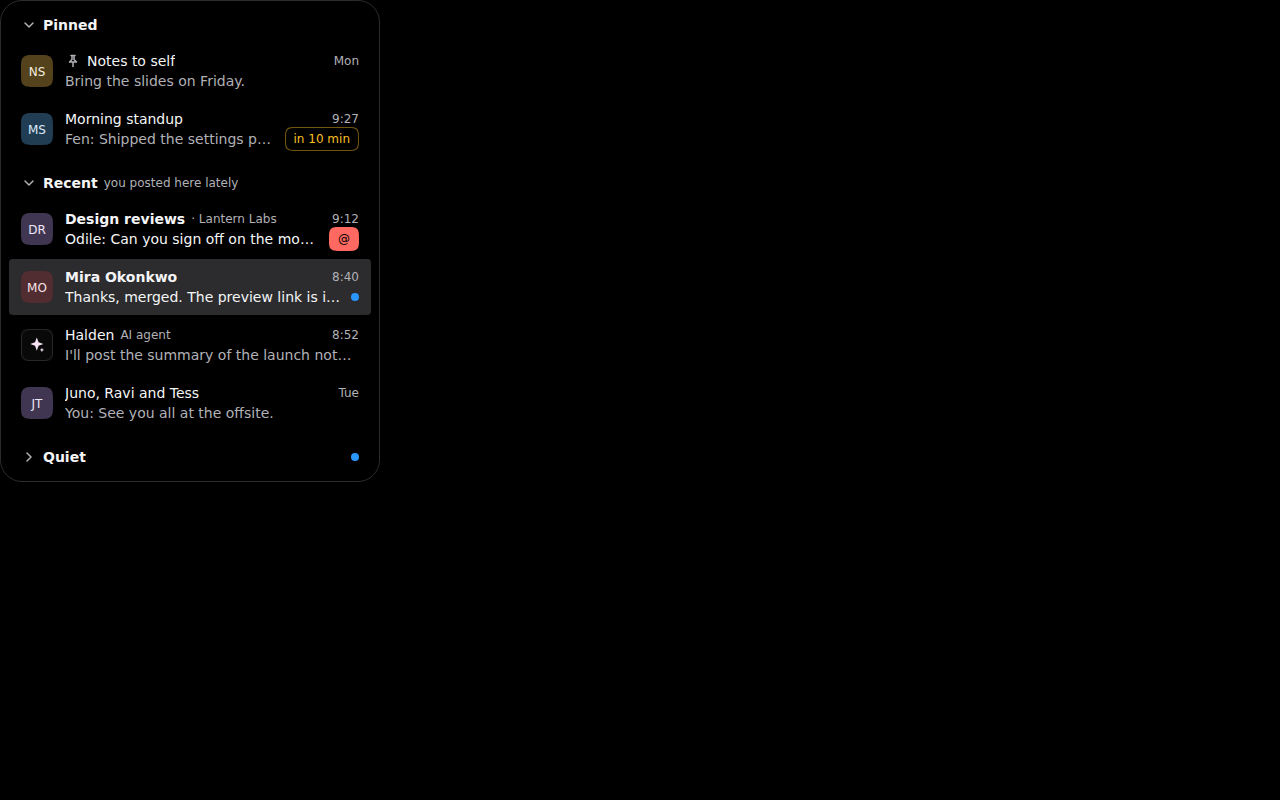 Pinned
NS
Notes to self
Mon
Bring the slides on Friday.
MS
Morning standup
9:27
Fen: Shipped the settings p…
in 10 min
Recent you posted here lately
DR
Design reviews · Lantern Labs
9:12
Odile: Can you sign off on the mo…
@
MO
Mira Okonkwo
8:40
Thanks, merged. The preview link is i…
Halden AI agent
8:52
I'll post the summary of the launch not…
JT
Juno, Ravi and Tess
Tue
You: See you all at the offsite.
Quiet